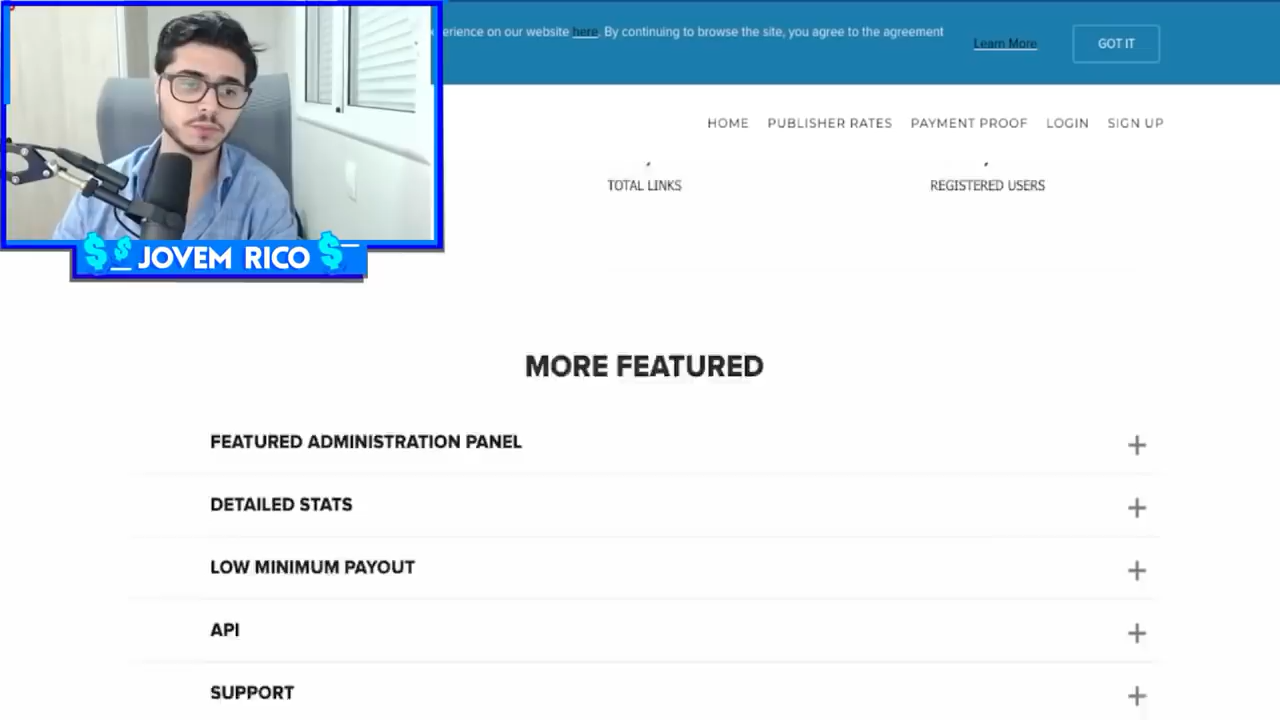 erience on our website here. By continuing to browse the site, you agree to the agreement
Learn More
GOT IT
HOME PUBLISHER RATES PAYMENT PROOF LOGIN SIGN UP
TOTAL LINKS
REGISTERED USERS
$ $ JOVEM RICO $
MORE FEATURED
FEATURED ADMINISTRATION PANEL
DETAILED STATS
LOW MINIMUM PAYOUT
API
SUPPORT